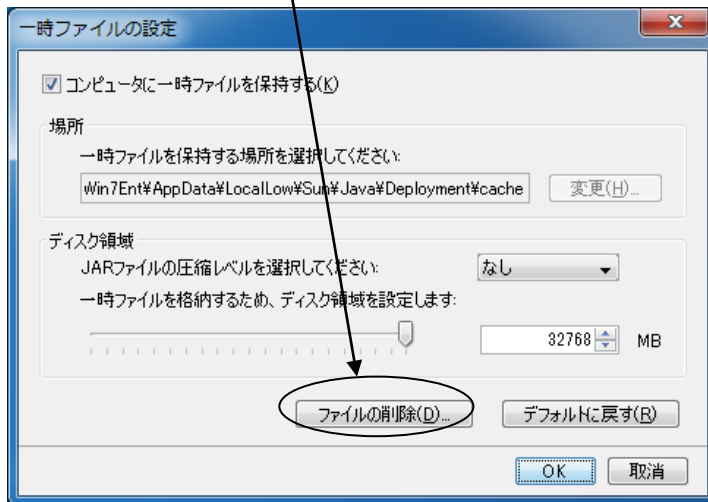 一時ファイルの設定
コンピュータに一時ファイルを保持する(K)
場所
一時ファイルを保持する場所を選択してください:
Win7Ent¥AppData¥LocalLow¥Sun¥Java¥Deployment¥cache 変更(H)...
ディスク領域
JARファイルの圧縮レベルを選択してください: なし
一時ファイルを格納するため、ディスク領域を設定します:
32768 MB
ファイルの削除(D)... デフォルトに戻す(R)
OK 取消